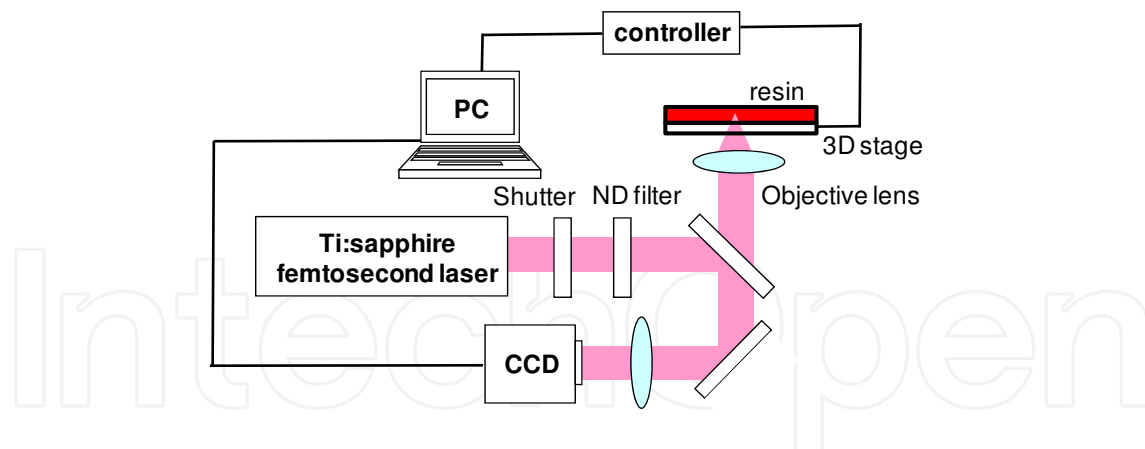 controller
PC
resin
3D stage
Shutter
ND filter
Objective lens
Ti:sapphire
femtosecond laser
CCD
IntechOpen